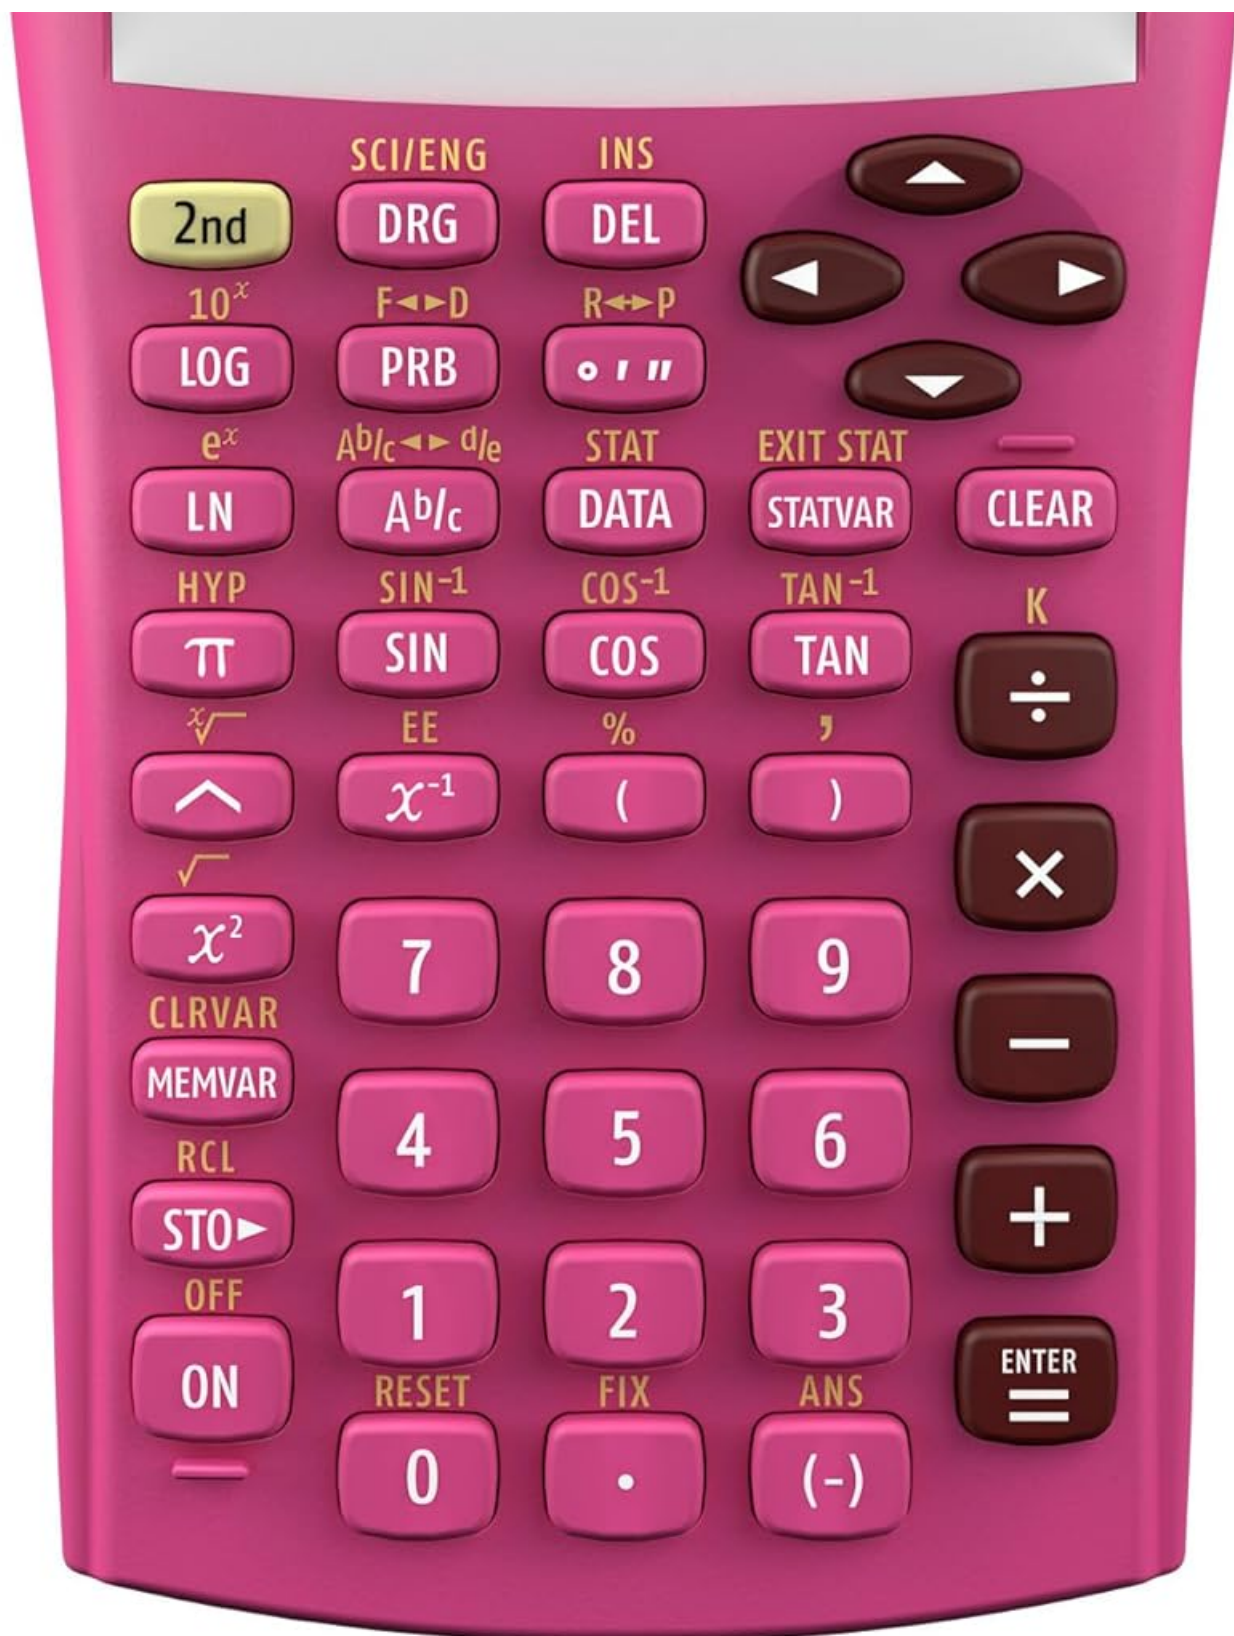 SCI/ENG INS
2nd DRG DEL
10ˣ F◄►D R◄►P
LOG PRB ° ′ ″
eˣ Ab/c◄► d/e STAT EXIT STAT
LN Ab/c DATA STATVAR CLEAR
HYP SIN⁻¹ COS⁻¹ TAN⁻¹ K
π SIN COS TAN ÷
ˣ√ EE % ,
^ x⁻¹ ( ) ×
√
x² 7 8 9 −
CLRVAR
MEMVAR 4 5 6
RCL
STO► +
OFF 1 2 3
ON RESET FIX ANS ENTER =
0 . (-)